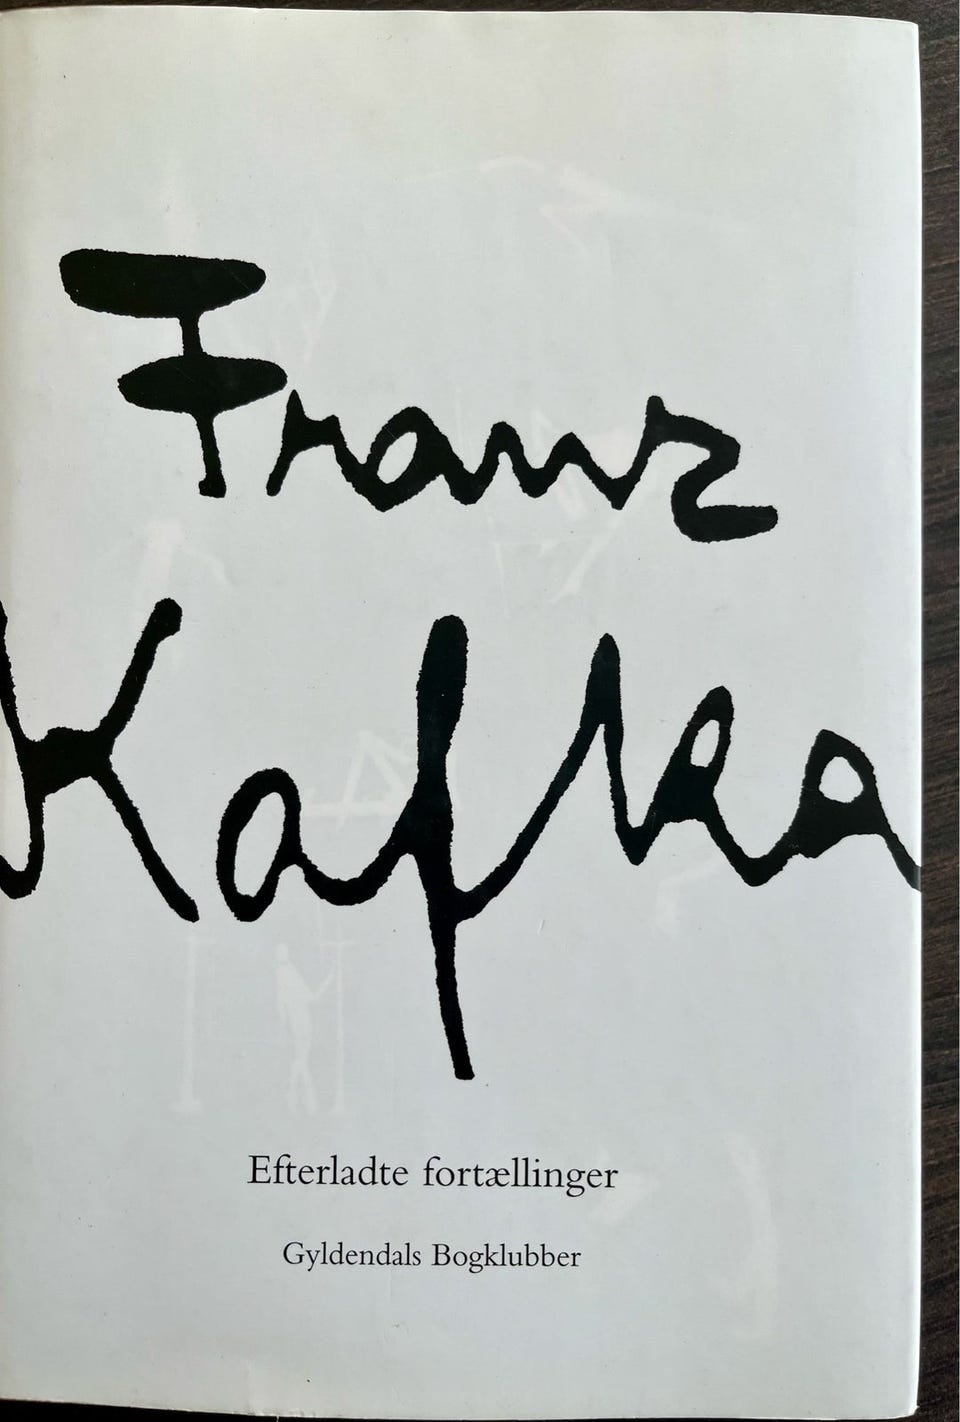 Franz
Kafka
Efterladte fortællinger
Gyldendals Bogklubber